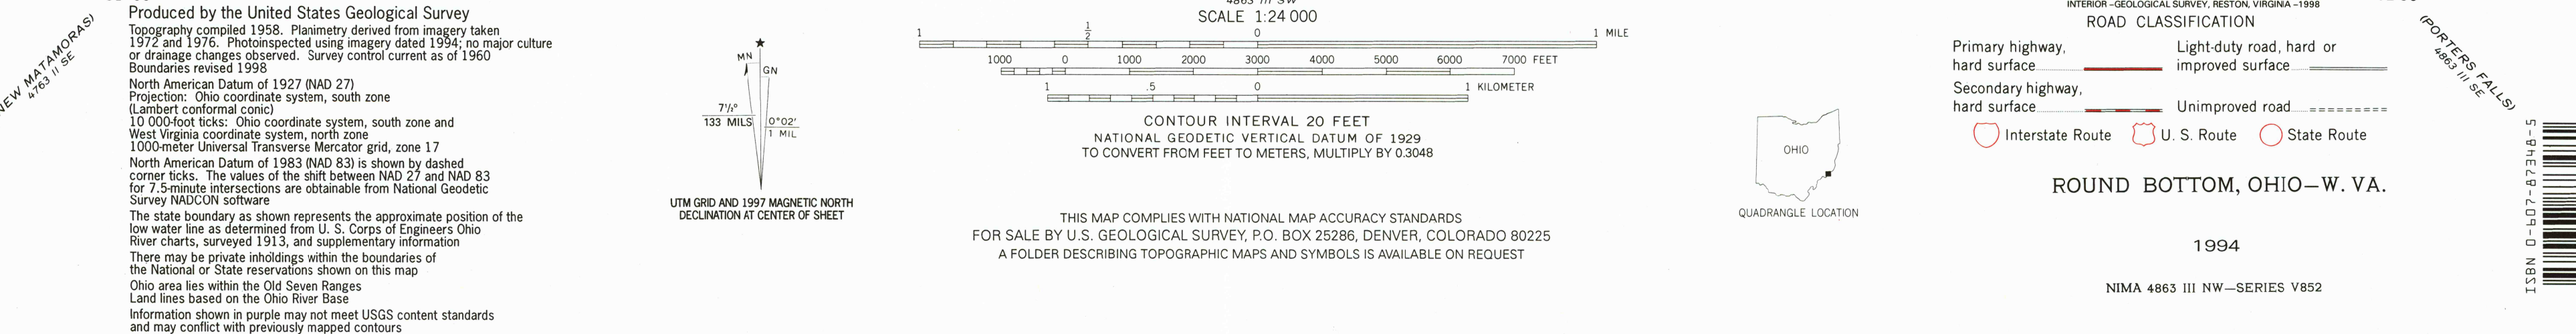 (NEW MATAMORAS)
4763 II SE
Produced by the United States Geological Survey
Topography compiled 1958. Planimetry derived from imagery taken
1972 and 1976. Photoinspected using imagery dated 1994; no major culture
or drainage changes observed. Survey control current as of 1960
Boundaries revised 1998
North American Datum of 1927 (NAD 27)
Projection: Ohio coordinate system, south zone
(Lambert conformal conic)
10 000-foot ticks: Ohio coordinate system, south zone and
West Virginia coordinate system, north zone
1000-meter Universal Transverse Mercator grid, zone 17
North American Datum of 1983 (NAD 83) is shown by dashed
corner ticks. The values of the shift between NAD 27 and NAD 83
for 7.5-minute intersections are obtainable from National Geodetic
Survey NADCON software
The state boundary as shown represents the approximate position of the
low water line as determined from U. S. Corps of Engineers Ohio
River charts, surveyed 1913, and supplementary information
There may be private inholdings within the boundaries of
the National or State reservations shown on this map
Ohio area lies within the Old Seven Ranges
Land lines based on the Ohio River Base
Information shown in purple may not meet USGS content standards
and may conflict with previously mapped contours
MN
GN
7½°
133 MILS
0°02'
1 MIL
UTM GRID AND 1997 MAGNETIC NORTH
DECLINATION AT CENTER OF SHEET
4863 III SW
SCALE 1:24 000
1 ½ 0 1 MILE
1000 0 1000 2000 3000 4000 5000 6000 7000 FEET
1 .5 0 1 KILOMETER
CONTOUR INTERVAL 20 FEET
NATIONAL GEODETIC VERTICAL DATUM OF 1929
TO CONVERT FROM FEET TO METERS, MULTIPLY BY 0.3048
THIS MAP COMPLIES WITH NATIONAL MAP ACCURACY STANDARDS
FOR SALE BY U.S. GEOLOGICAL SURVEY, P.O. BOX 25286, DENVER, COLORADO 80225
A FOLDER DESCRIBING TOPOGRAPHIC MAPS AND SYMBOLS IS AVAILABLE ON REQUEST
OHIO
QUADRANGLE LOCATION
INTERIOR-GEOLOGICAL SURVEY, RESTON, VIRGINIA-1998
ROAD CLASSIFICATION
Primary highway,
hard surface
Light-duty road, hard or
improved surface
Secondary highway,
hard surface
Unimproved road
Interstate Route
U. S. Route
State Route
ROUND BOTTOM, OHIO—W. VA.
1994
NIMA 4863 III NW—SERIES V852
(PORTERS FALLS)
4863 III SE
ISBN 0-607-87348-5